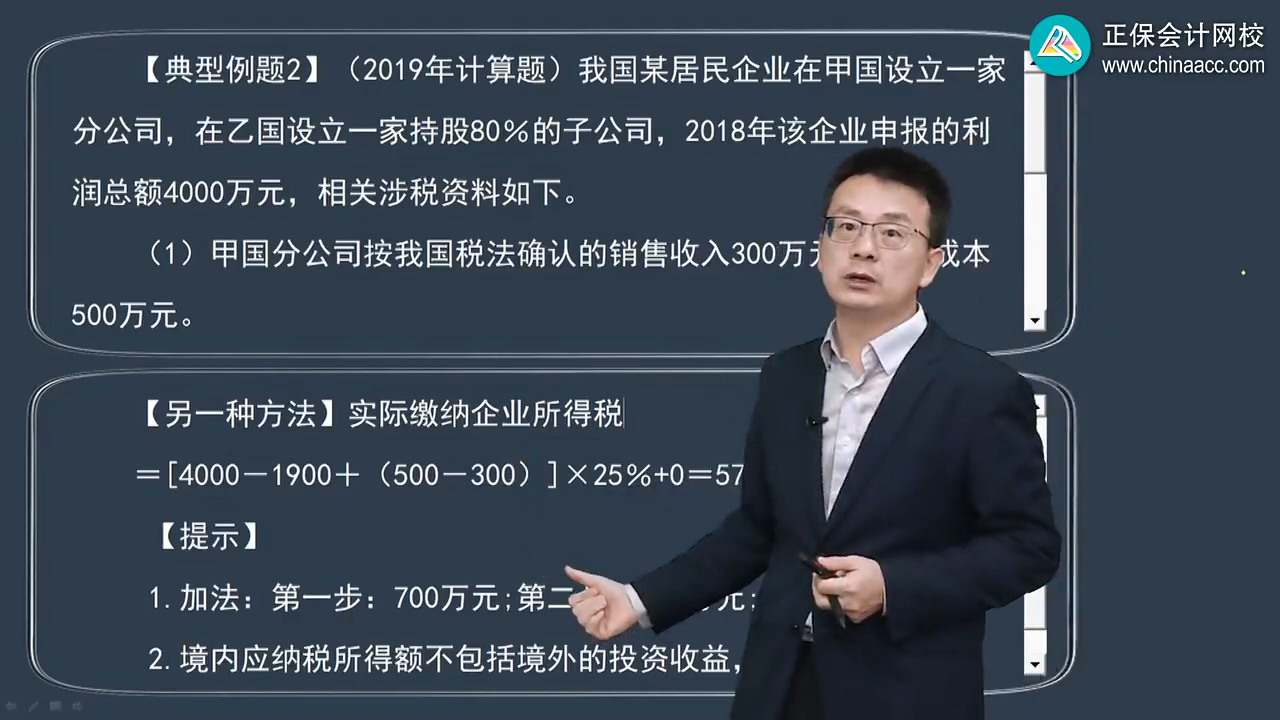 正保会计网校
www.chinaacc.com
【典型例题2】（2019年计算题）我国某居民企业在甲国设立一家
分公司，在乙国设立一家持股80%的子公司，2018年该企业申报的利
润总额4000万元，相关涉税资料如下。
（1）甲国分公司按我国税法确认的销售收入300万 成本
500万元。
【另一种方法】实际缴纳企业所得税
＝[4000－1900＋（500－300）]×25%+0＝57
【提示】
1.加法：第一步：700万元;第二 元;
2.境内应纳税所得额不包括境外的投资收益，